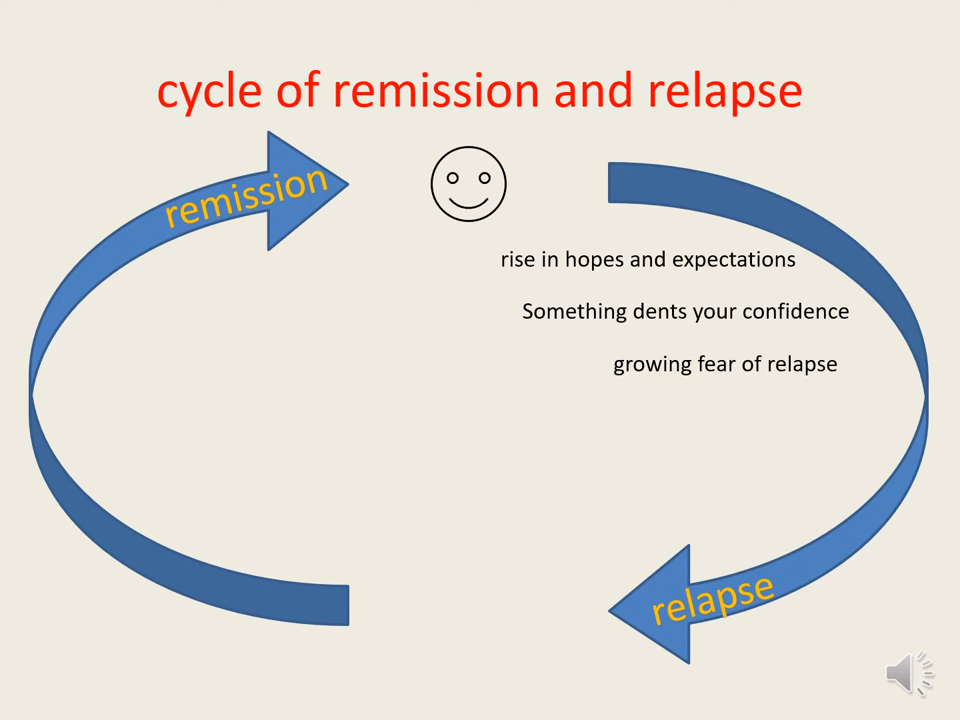 cycle of remission and relapse
remission
rise in hopes and expectations
Something dents your confidence
growing fear of relapse
relapse